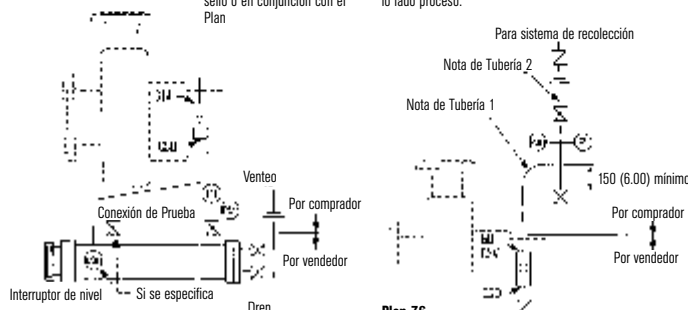 sello o en conjunción con el
Plan
lo lado proceso.
Venteo
Conexión de Prueba
Por comprador
Por vendedor
Interruptor de nivel
Si se especifica
Dren
Para sistema de recolección
Nota de Tubería 2
Nota de Tubería 1
150 (6.00) mínimo
Por comprador
Por vendedor
Plan 76